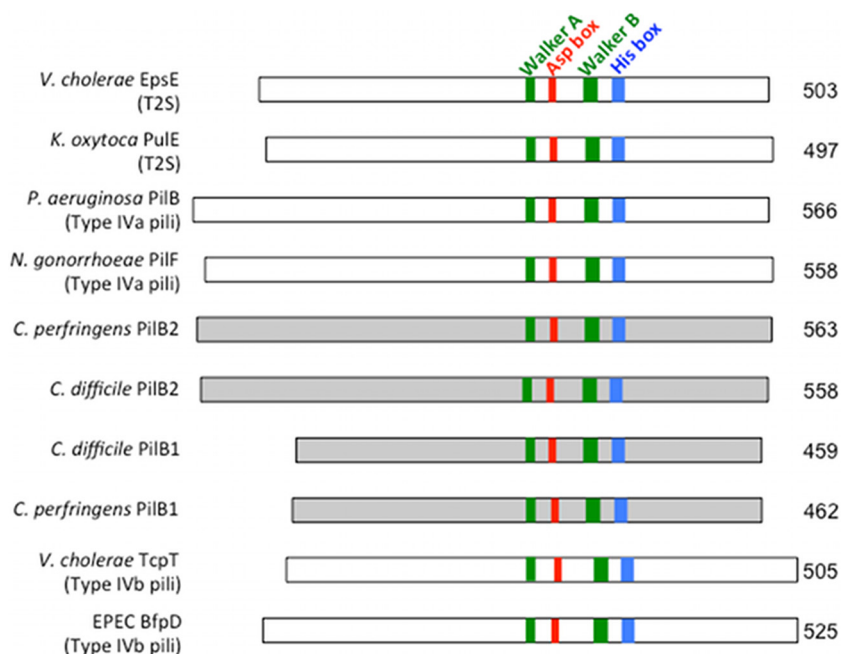 Walker A
Asp box
Walker B
His box
V. cholerae EpsE
(T2S)
503
K. oxytoca PulE
(T2S)
497
P. aeruginosa PilB
(Type IVa pili)
566
N. gonorrhoeae PilF
(Type IVa pili)
558
C. perfringens PilB2
563
C. difficile PilB2
558
C. difficile PilB1
459
C. perfringens PilB1
462
V. cholerae TcpT
(Type IVb pili)
505
EPEC BfpD
(Type IVb pili)
525